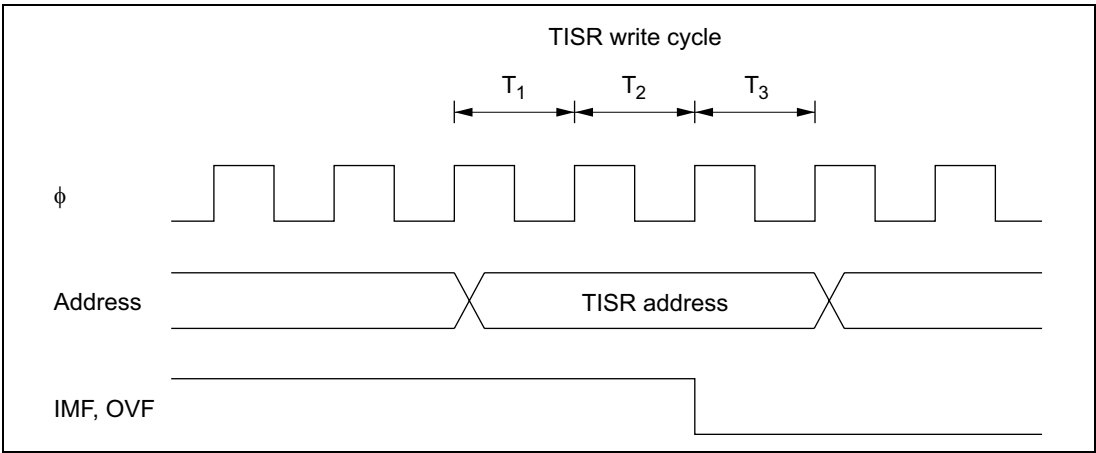 TISR write cycle
T1 T2 T3
ϕ
Address TISR address
IMF, OVF